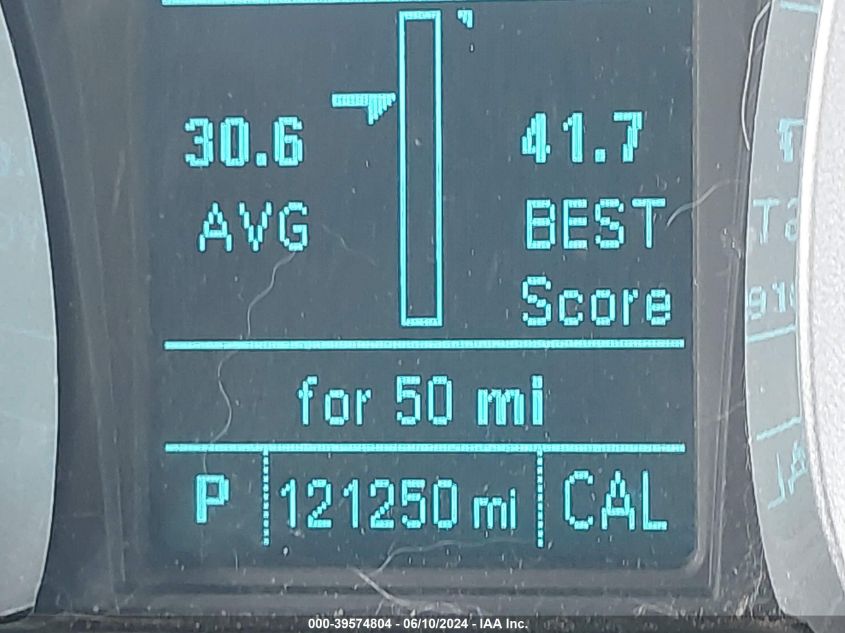 30.6 41.7
AVG BEST
Score
for 50 mi
P 121250 mi CAL
000-39574804 - 06/10/2024 - IAA Inc.